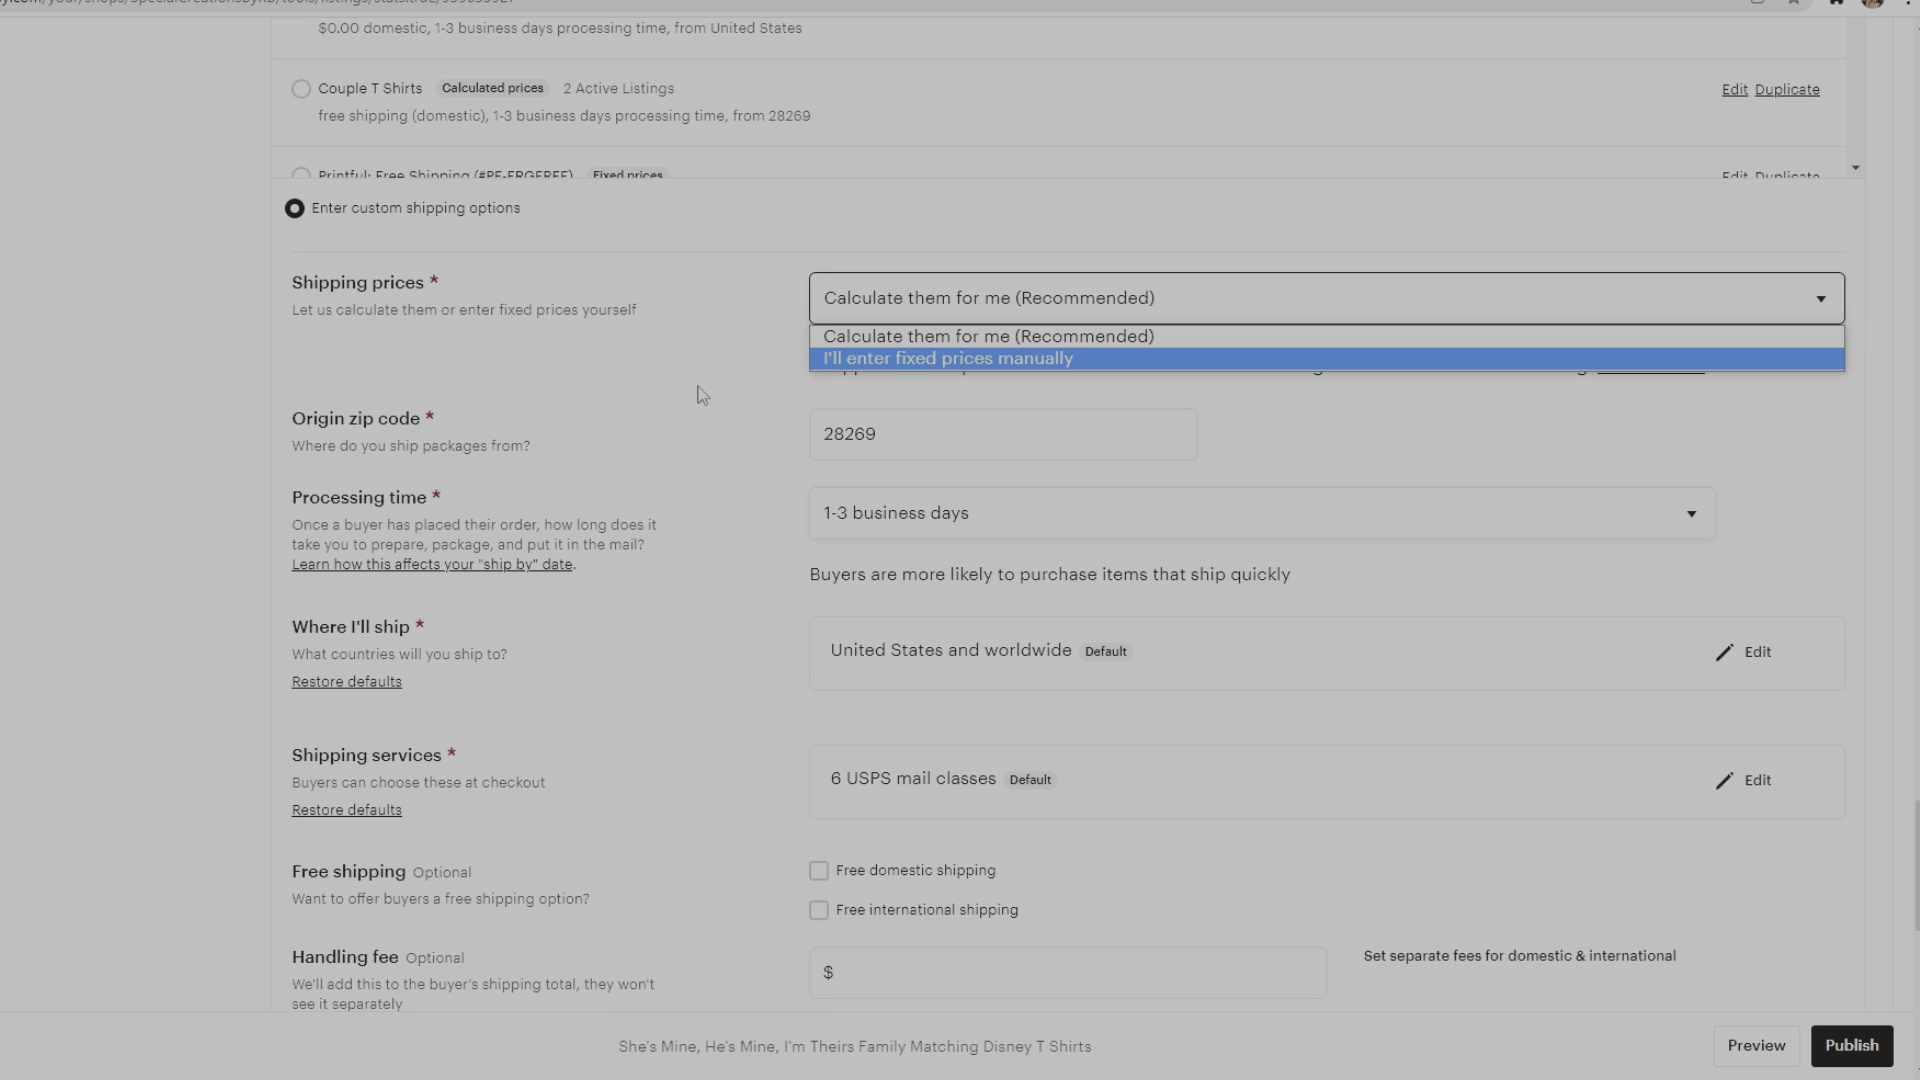 $0.00 domestic, 1-3 business days processing time, from United States
Couple T Shirts Calculated prices 2 Active Listings Edit Duplicate
free shipping (domestic), 1-3 business days processing time, from 28269
Printful: Free Shipping Fixed prices Edit Duplicate
Enter custom shipping options
Shipping prices *
Let us calculate them or enter fixed prices yourself
Calculate them for me (Recommended)
Calculate them for me (Recommended)
I'll enter fixed prices manually
Origin zip code *
Where do you ship packages from?
28269
Processing time *
Once a buyer has placed their order, how long does it
take you to prepare, package, and put it in the mail?
Learn how this affects your "ship by" date.
1-3 business days
Buyers are more likely to purchase items that ship quickly
Where I'll ship *
What countries will you ship to?
Restore defaults
United States and worldwide Default
Edit
Shipping services *
Buyers can choose these at checkout
Restore defaults
6 USPS mail classes Default
Edit
Free shipping Optional
Want to offer buyers a free shipping option?
Free domestic shipping
Free international shipping
Handling fee Optional
We'll add this to the buyer's shipping total, they won't
see it separately
$
Set separate fees for domestic & international
She's Mine, He's Mine, I'm Theirs Family Matching Disney T Shirts
Preview
Publish